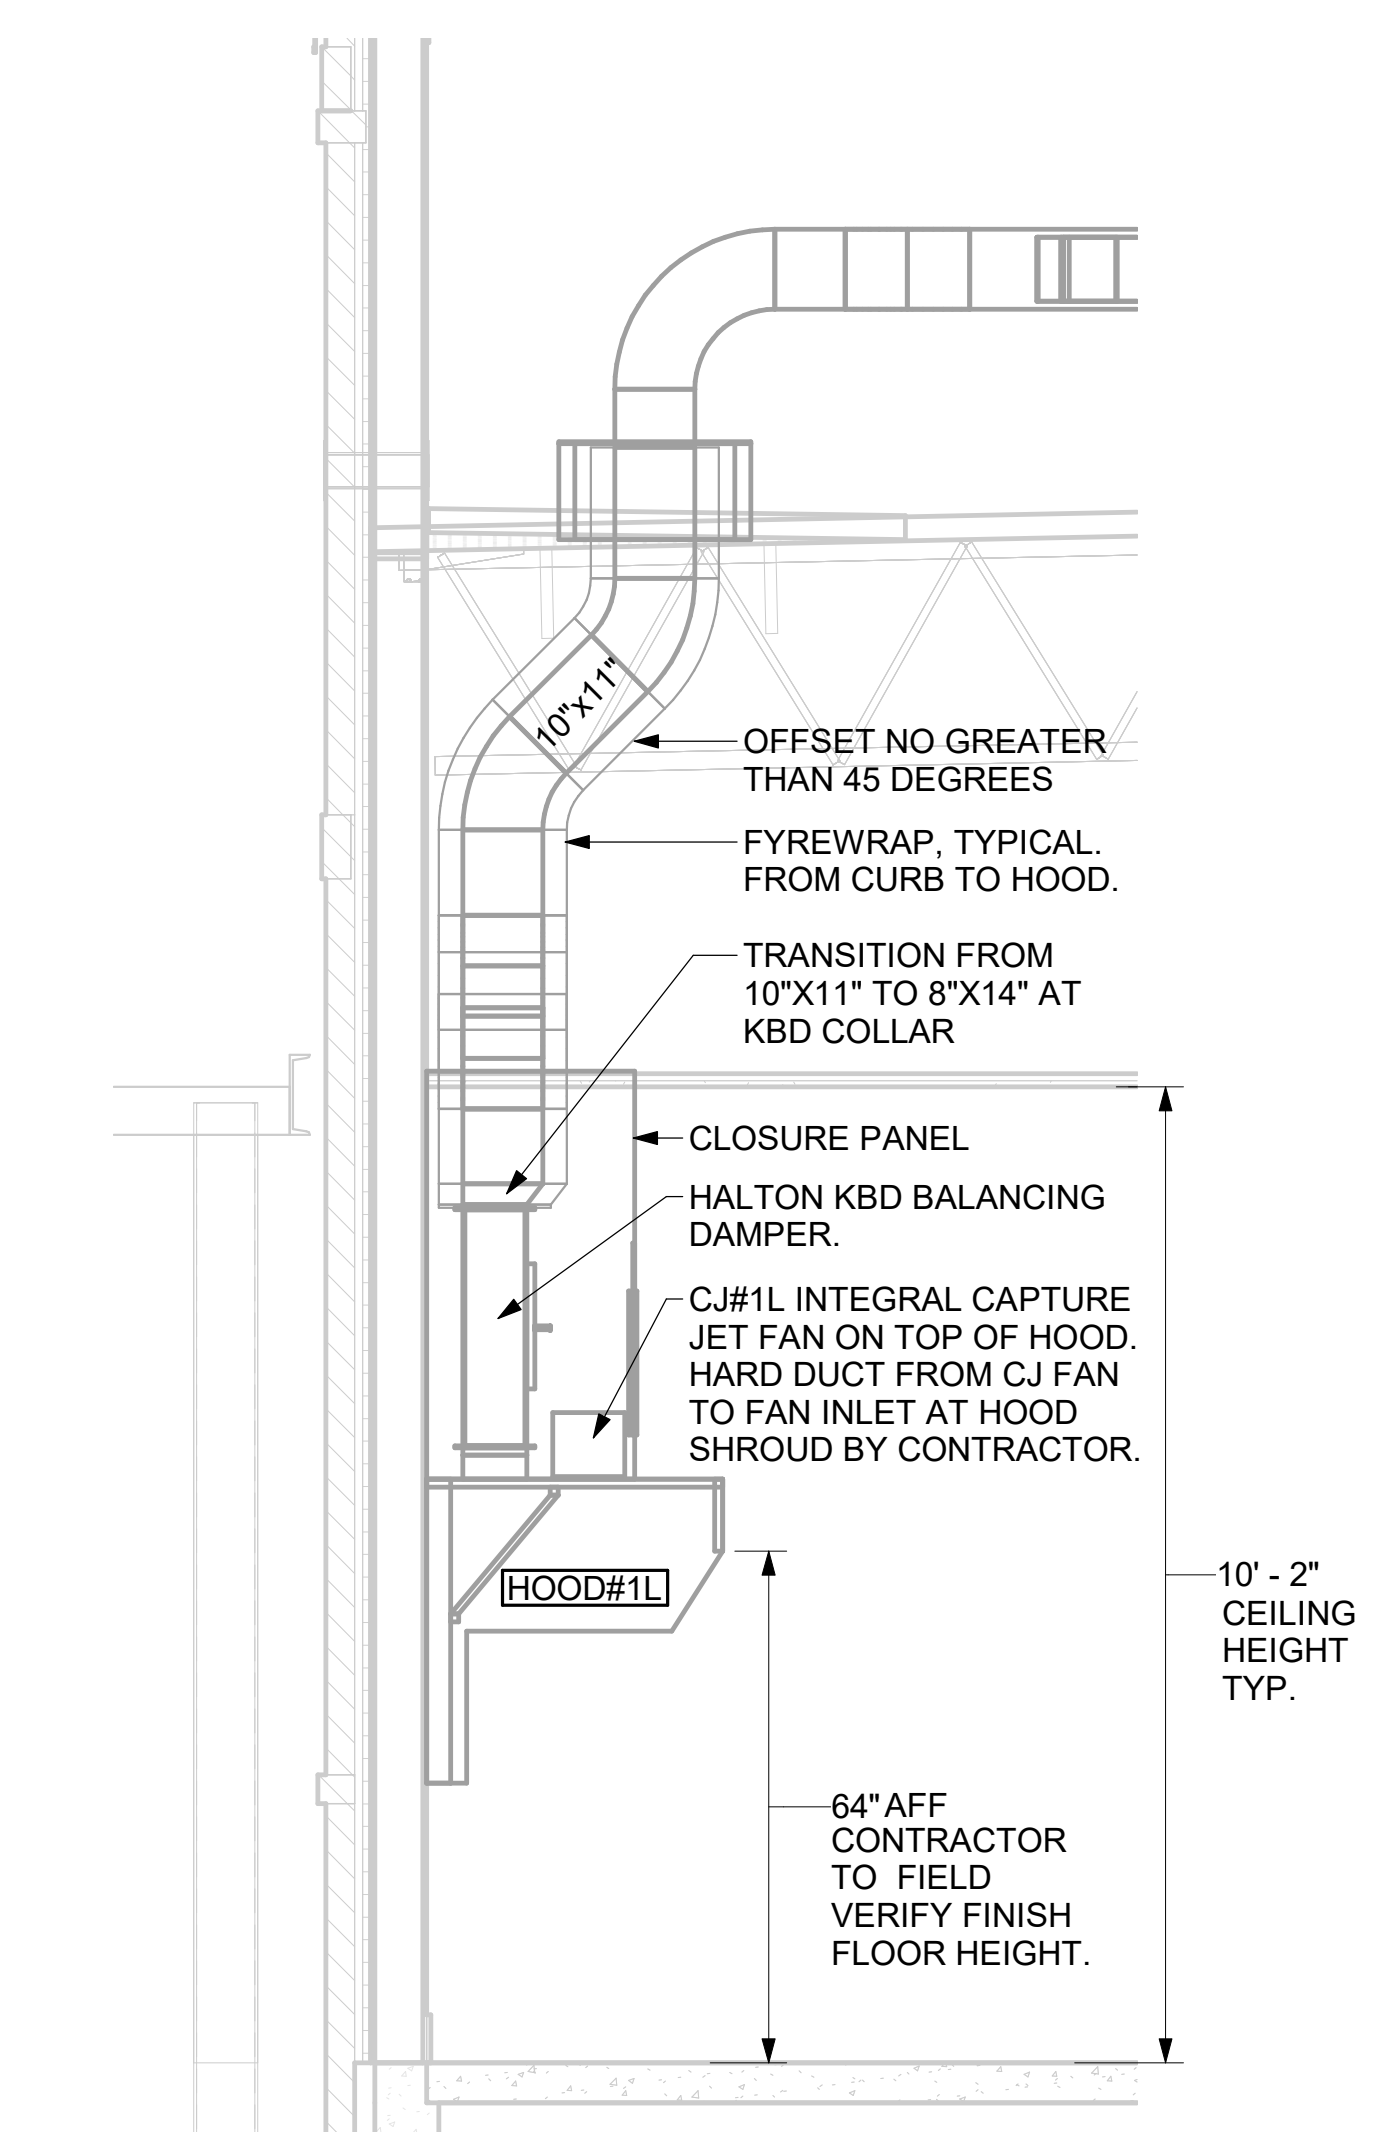 10"x11"
OFFSET NO GREATER
THAN 45 DEGREES
FYREWRAP, TYPICAL.
FROM CURB TO HOOD.
TRANSITION FROM
10"X11" TO 8"X14" AT
KBD COLLAR
CLOSURE PANEL
HALTON KBD BALANCING
DAMPER.
CJ#1L INTEGRAL CAPTURE
JET FAN ON TOP OF HOOD.
HARD DUCT FROM CJ FAN
TO FAN INLET AT HOOD
SHROUD BY CONTRACTOR.
HOOD#1L
10' - 2"
CEILING
HEIGHT
TYP.
64" AFF
CONTRACTOR
TO FIELD
VERIFY FINISH
FLOOR HEIGHT.